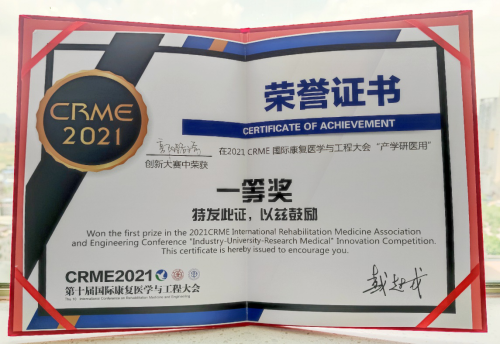 CRME
2021
荣誉证书
CERTIFICATE OF ACHIEVEMENT
在2021 CRME 国际康复医学与工程大会 “产学研医用”
创新大赛中荣获
一等奖
特发此证，以兹鼓励
Won the first prize in the 2021CRME International Rehabilitation Medicine Association
and Engineering Conference "Industry-University-Research Medical" Innovation Competition.
This certificate is hereby issued to encourage you.
CRME2021
第十届国际康复医学与工程大会